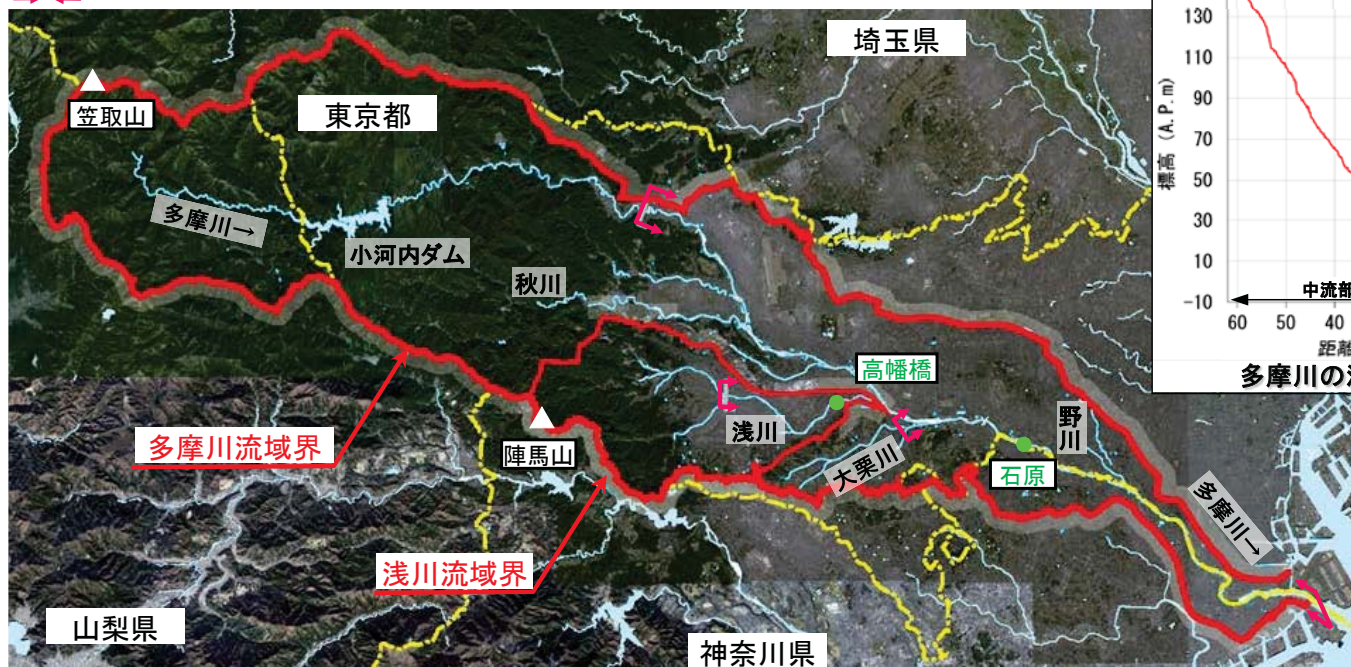 埼玉県
東京都
笠取山
多摩川→
小河内ダム
秋川
高幡橋
浅川
大栗川
野川
石原
多摩川→
多摩川流域界
陣馬山
浅川流域界
山梨県
神奈川県
標高 (A.P.m)
130
110
90
70
50
30
10
-10
中流部
60 50 40
距離
多摩川の